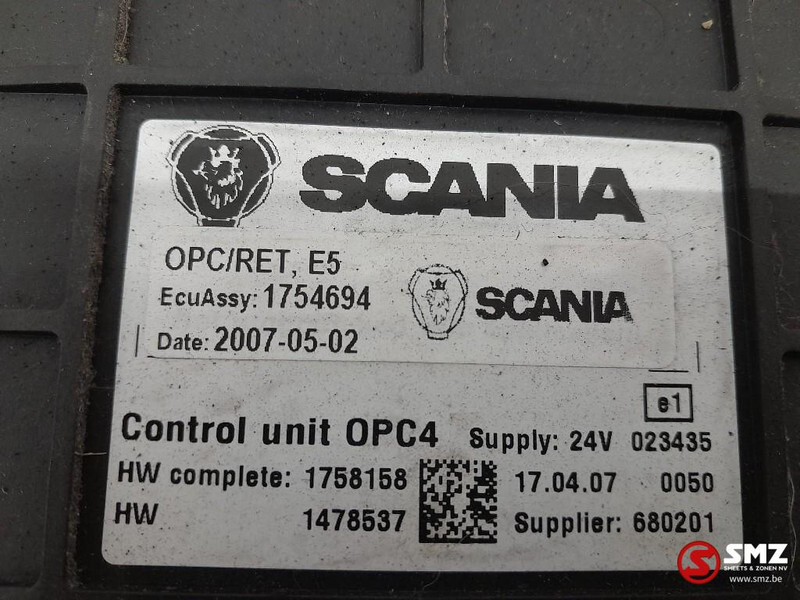 SCANIA
OPC/RET, E5
EcuAssy: 1754694
SCANIA
Date: 2007-05-02
e1
Control unit OPC4 Supply: 24V 023435
HW complete: 1758158 17.04.07 0050
HW 1478537 Supplier: 680201
SMZ
SMEETS & ZONEN NV
www.smz.be